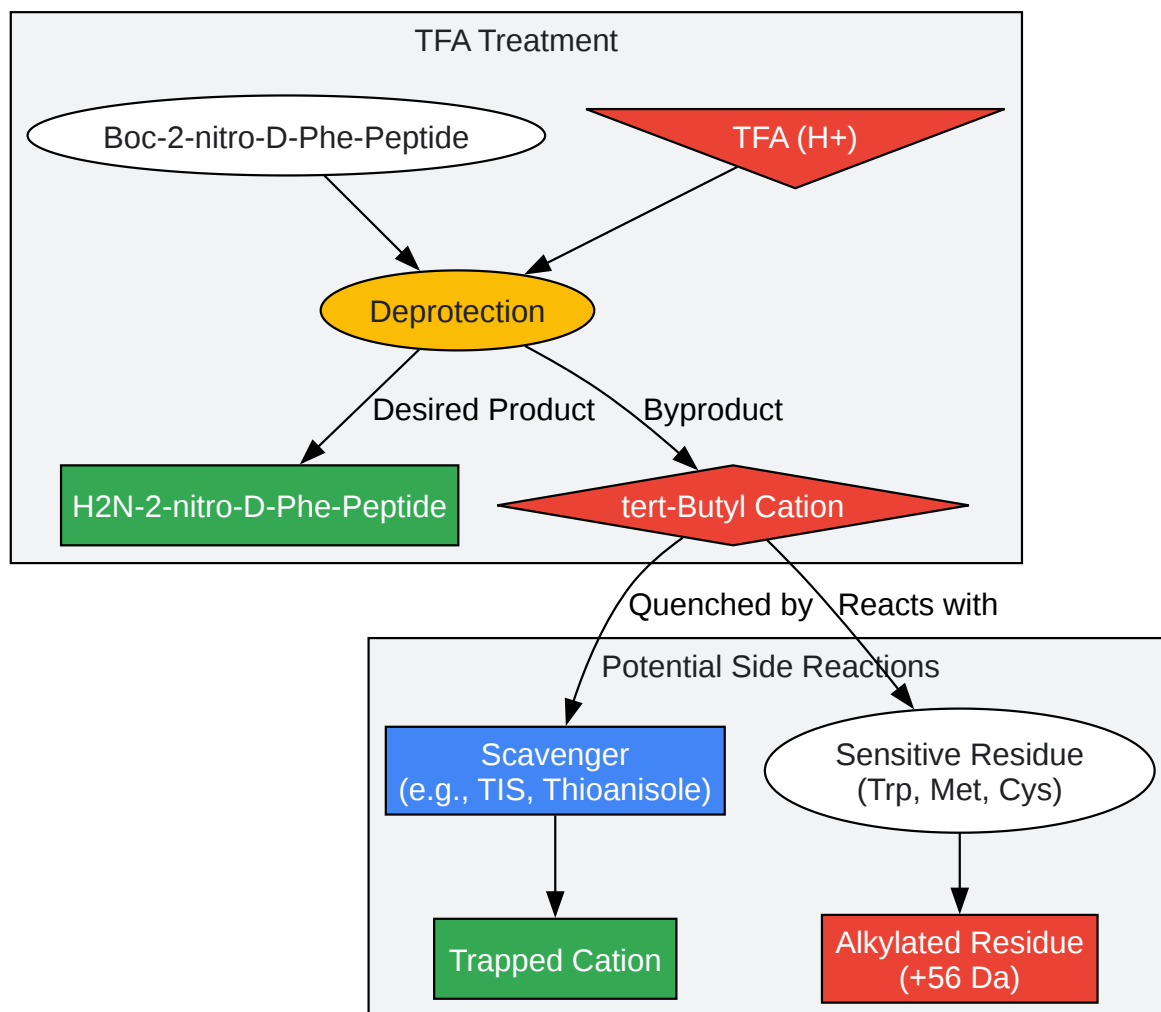 TFA Treatment
Boc-2-nitro-D-Phe-Peptide
TFA (H+)
Deprotection
Desired Product
Byproduct
H2N-2-nitro-D-Phe-Peptide
tert-Butyl Cation
Quenched by
Reacts with
Potential Side Reactions
Scavenger
(e.g., TIS, Thioanisole)
Sensitive Residue
(Trp, Met, Cys)
Trapped Cation
Alkylated Residue
(+56 Da)